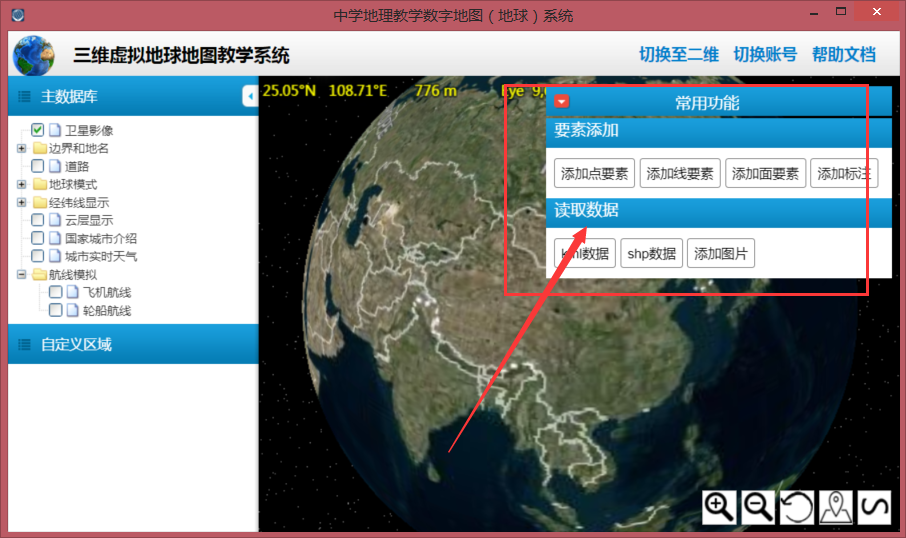 中学地理教学数字地图（地球）系统
三维虚拟地球地图教学系统
切换至二维 切换账号 帮助文档
主数据库
卫星影像
边界和地名
道路
地球模式
经纬线显示
云层显示
国家城市介绍
城市实时天气
航线模拟
飞机航线
轮船航线
自定义区域
25.05°N 108.71°E 776 m Eye
常用功能
要素添加
添加点要素 添加线要素 添加面要素 添加标注
读取数据
kml数据 shp数据 添加图片